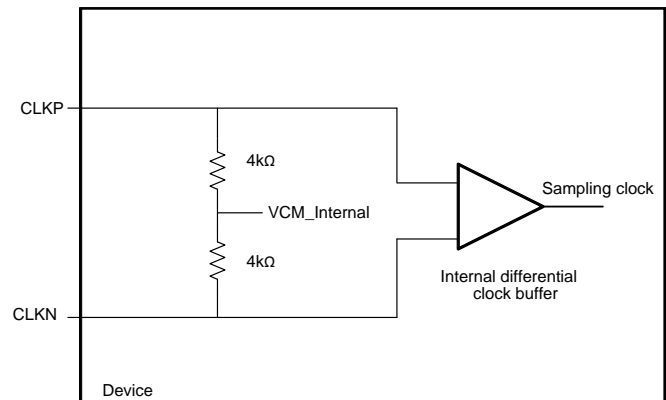 CLKP
4kΩ
Sampling clock
VCM_Internal
4kΩ
Internal differential
clock buffer
CLKN
Device